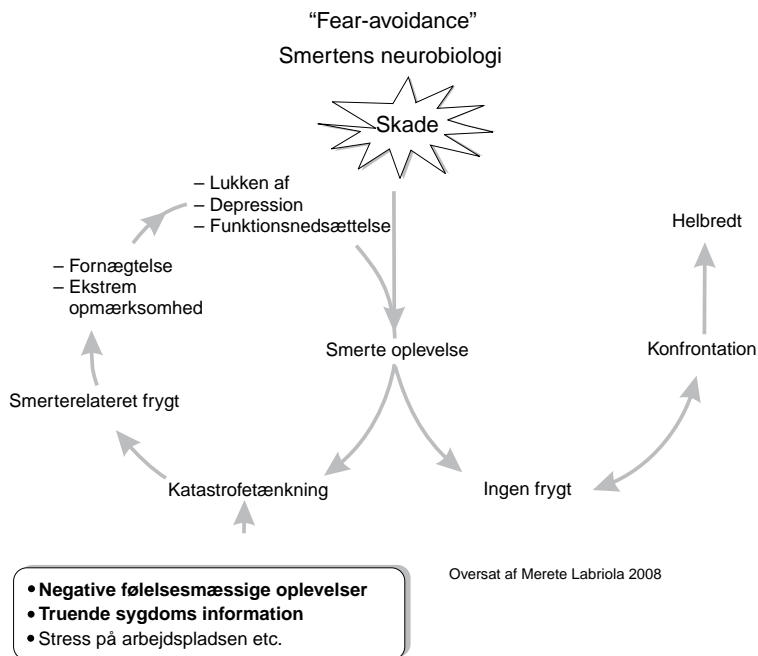 “Fear-avoidance”
Smertens neurobiologi
Skade
– Lukken af
– Depression
– Funktionsnedsættelse
Helbredt
– Fornægtelse
– Ekstrem
opmærksomhed
Smerte oplevelse
Konfrontation
Smerterelateret frygt
Katastrofetænkning
Ingen frygt
Oversat af Merete Labriola 2008
• Negative følelsesmæssige oplevelser
• Truende sygdoms information
• Stress på arbejdspladsen etc.